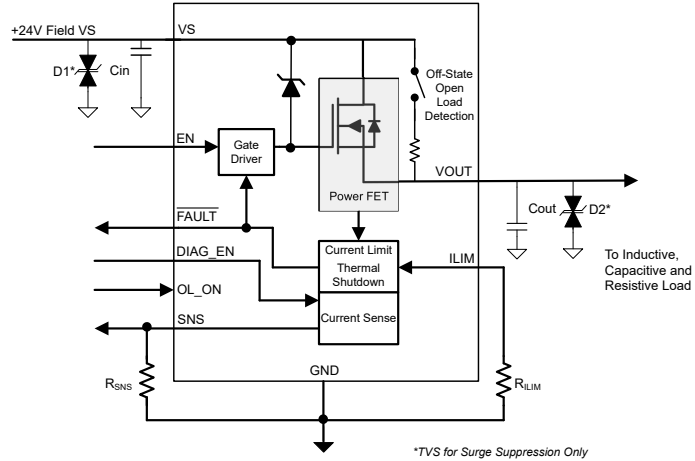 +24V Field VS
VS
D1*
Cin
Off-State
Open
Load
Detection
EN
Gate
Driver
VOUT
Power FET
FAULT
Cout
D2*
Current Limit
Thermal
Shutdown
ILIM
To Inductive,
Capacitive and
Resistive Load
DIAG_EN
OL_ON
SNS
Current Sense
GND
RSNS
RILIM
*TVS for Surge Suppression Only